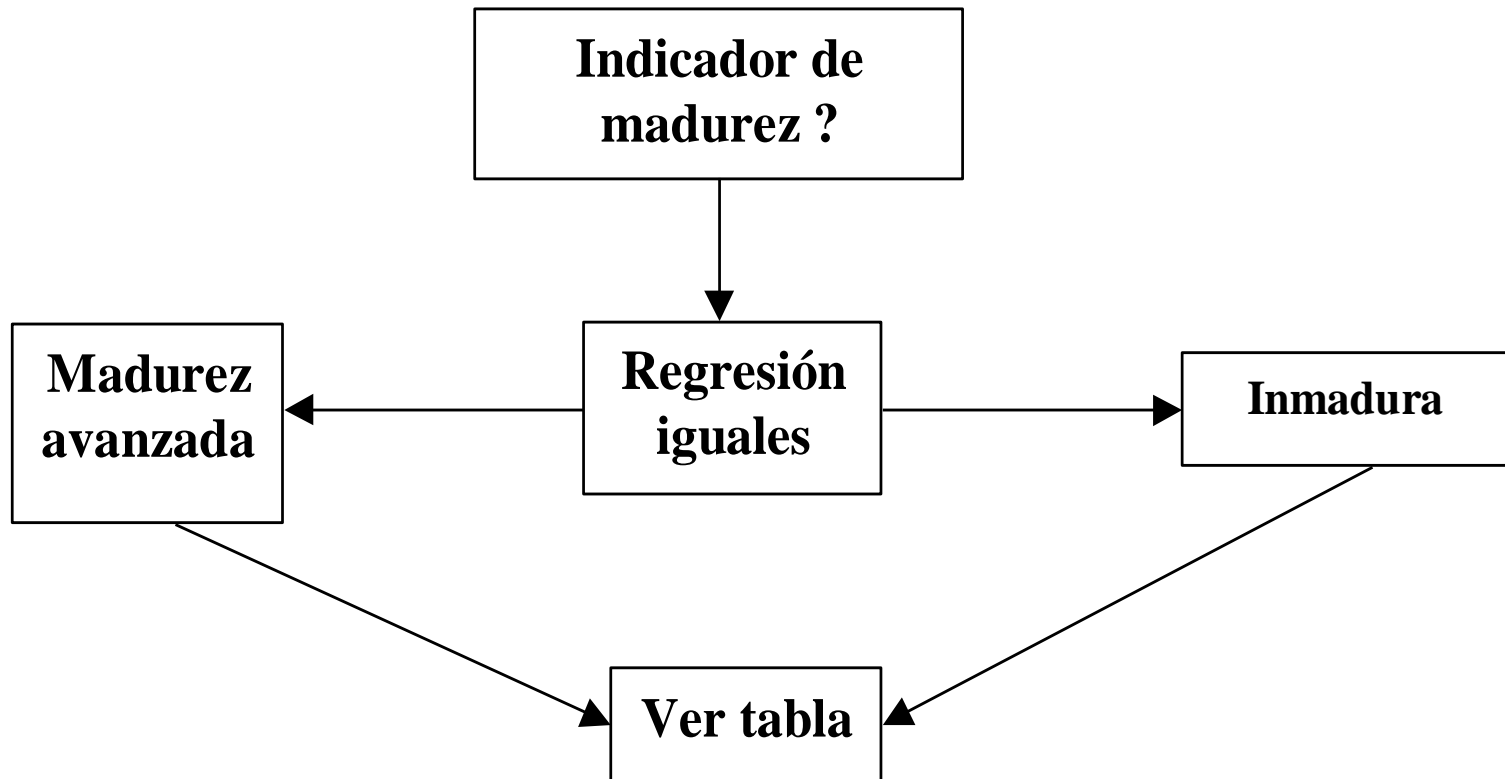 Indicador de
madurez ?
Madurez
avanzada
Regresión
iguales
Inmadura
Ver tabla